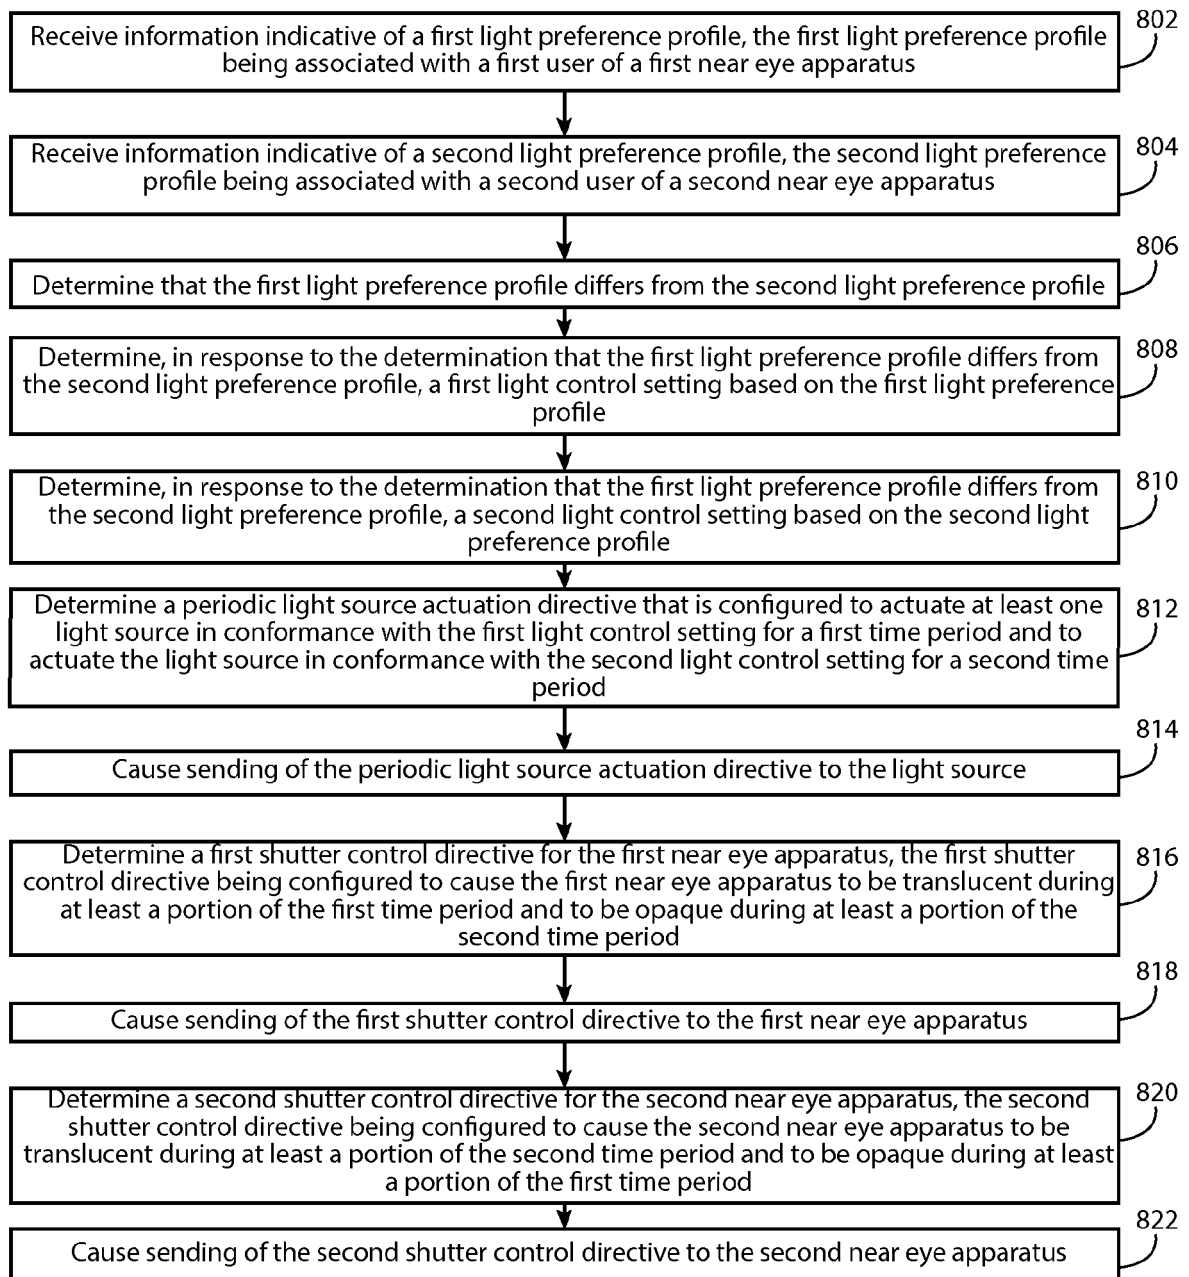 802
Receive information indicative of a first light preference profile, the first light preference profile
being associated with a first user of a first near eye apparatus
804
Receive information indicative of a second light preference profile, the second light preference
profile being associated with a second user of a second near eye apparatus
806
Determine that the first light preference profile differs from the second light preference profile
808
Determine, in response to the determination that the first light preference profile differs from
the second light preference profile, a first light control setting based on the first light preference
profile
810
Determine, in response to the determination that the first light preference profile differs from
the second light preference profile, a second light control setting based on the second light
preference profile
812
Determine a periodic light source actuation directive that is configured to actuate at least one
light source in conformance with the first light control setting for a first time period and to
actuate the light source in conformance with the second light control setting for a second time
period
814
Cause sending of the periodic light source actuation directive to the light source
816
Determine a first shutter control directive for the first near eye apparatus, the first shutter
control directive being configured to cause the first near eye apparatus to be translucent during
at least a portion of the first time period and to be opaque during at least a portion of the
second time period
818
Cause sending of the first shutter control directive to the first near eye apparatus
820
Determine a second shutter control directive for the second near eye apparatus, the second
shutter control directive being configured to cause the second near eye apparatus to be
translucent during at least a portion of the second time period and to be opaque during at least
a portion of the first time period
822
Cause sending of the second shutter control directive to the second near eye apparatus